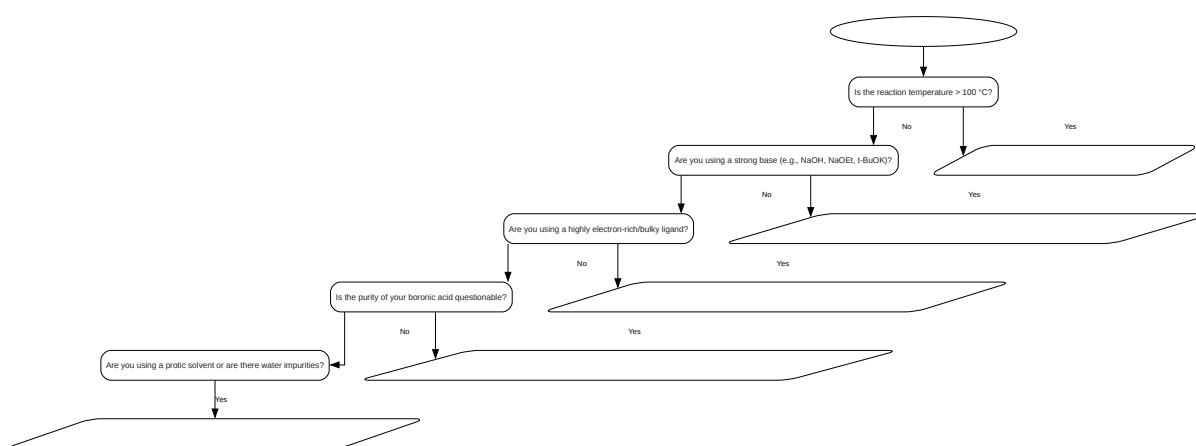 Is the reaction temperature > 100 °C?
No
Yes
Are you using a strong base (e.g., NaOH, NaOEt, t-BuOK)?
No
Yes
Are you using a highly electron-rich/bulky ligand?
No
Yes
Is the purity of your boronic acid questionable?
No
Yes
Are you using a protic solvent or are there water impurities?
Yes